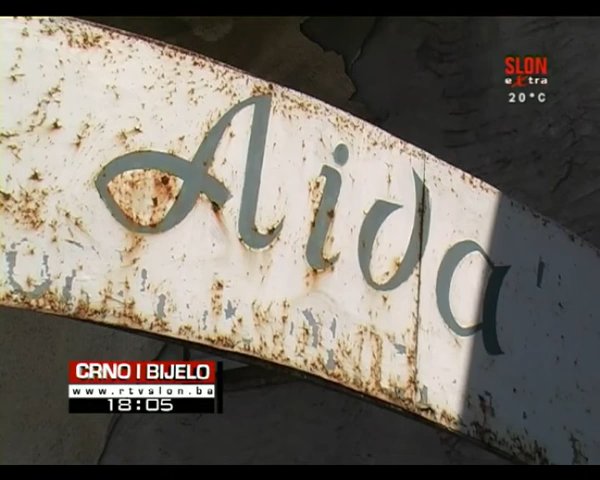 SLON
extra
20°C
Aida
CRNO I BIJELO
www.rtvslon.ba
18:05